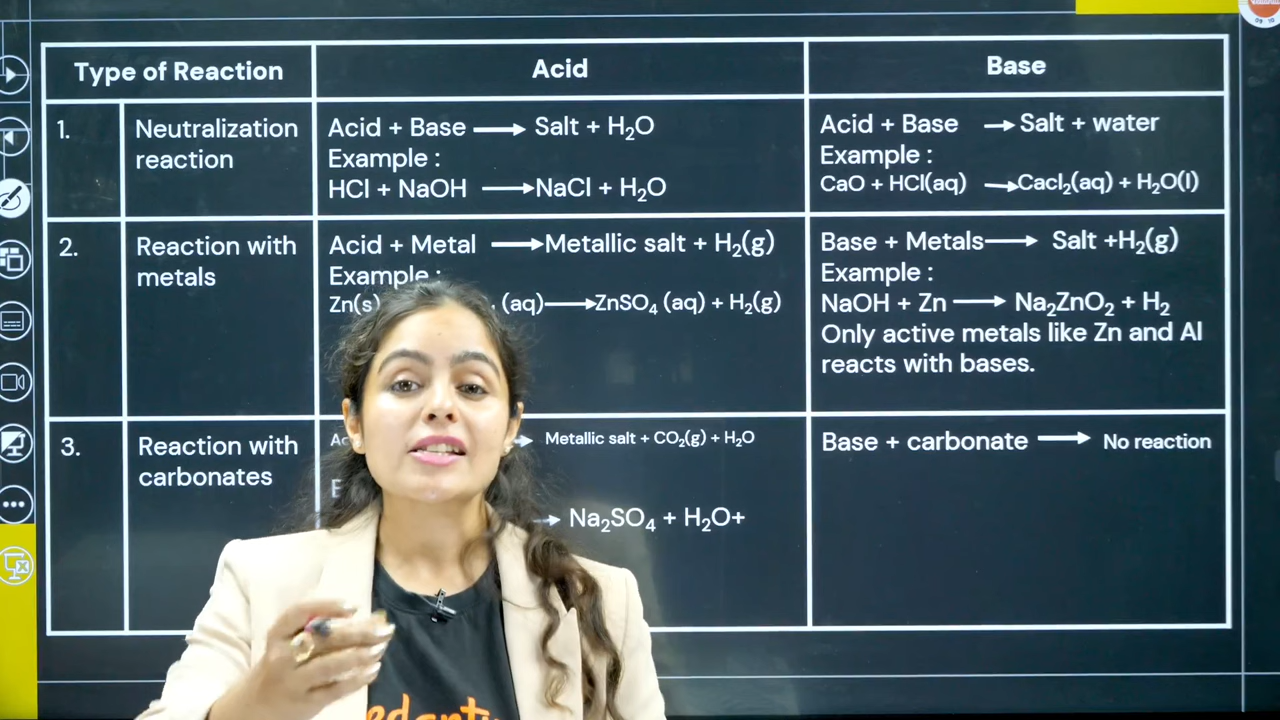 Type of Reaction
Acid
Base
1.
Neutralization
reaction
Acid + Base ⟶ Salt + H₂O
Example :
HCl + NaOH ⟶ NaCl + H₂O
Acid + Base ⟶ Salt + water
Example :
CaO + HCl(aq) ⟶ Cacl₂(aq) + H₂O(l)
2.
Reaction with
metals
Acid + Metal ⟶ Metallic salt + H₂(g)
Example :
Zn(s) (aq) ⟶ ZnSO₄ (aq) + H₂(g)
Base + Metals ⟶ Salt +H₂(g)
Example :
NaOH + Zn ⟶ Na₂ZnO₂ + H₂
Only active metals like Zn and Al
reacts with bases.
3.
Reaction with
carbonates
⟶ Metallic salt + CO₂(g) + H₂O
⟶ Na₂SO₄ + H₂O+
Base + carbonate ⟶ No reaction